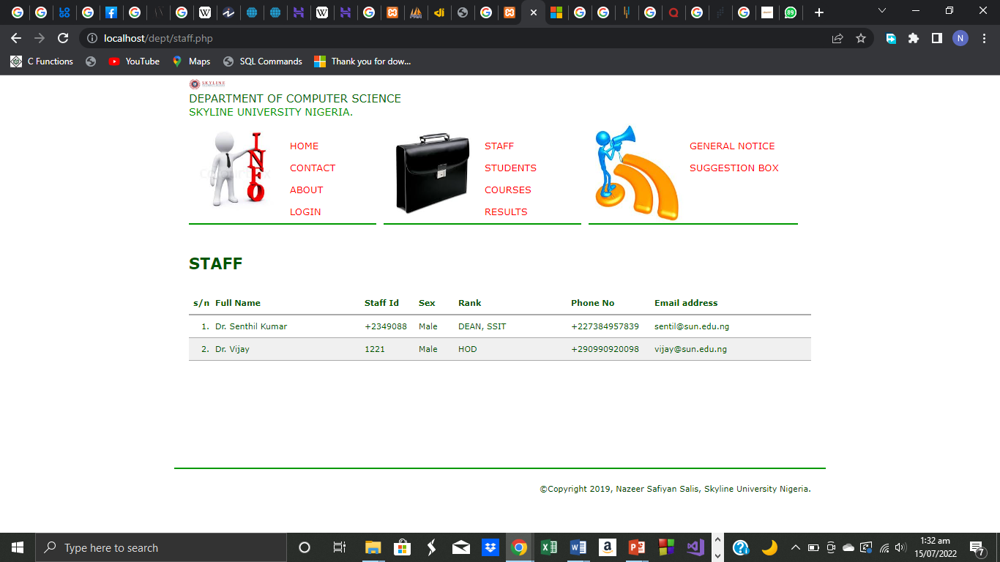 localhost/dept/staff.php
N
C Functions
YouTube
Maps
SQL Commands
Thank you for dow...
SKYLINE
DEPARTMENT OF COMPUTER SCIENCE
SKYLINE UNIVERSITY NIGERIA.
INFO
HOME
CONTACT
ABOUT
LOGIN
STAFF
STUDENTS
COURSES
RESULTS
GENERAL NOTICE
SUGGESTION BOX
STAFF
s/n Full Name Staff Id Sex Rank Phone No Email address
1. Dr. Senthil Kumar +2349088 Male DEAN, SSIT +227384957839 sentil@sun.edu.ng
2. Dr. Vijay 1221 Male HOD +290990920098 vijay@sun.edu.ng
©Copyright 2019, Nazeer Safiyan Salis, Skyline University Nigeria.
Type here to search
1:32 am
15/07/2022
7